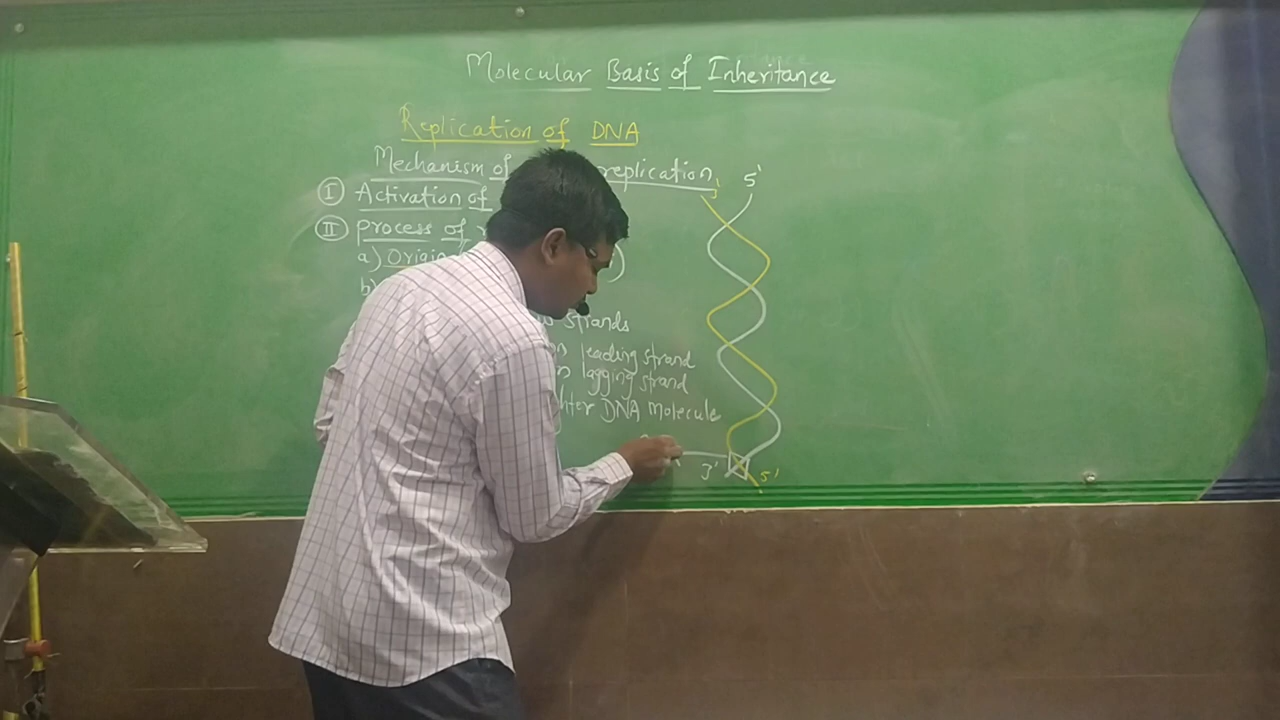 Molecular Basis of Inheritance
Replication of DNA
Mechanism of replication
I Activation of
II process of
a) Origin )
b)
strands
leading strand
lagging strand
DNA Molecule
3' 5'
3' 5'